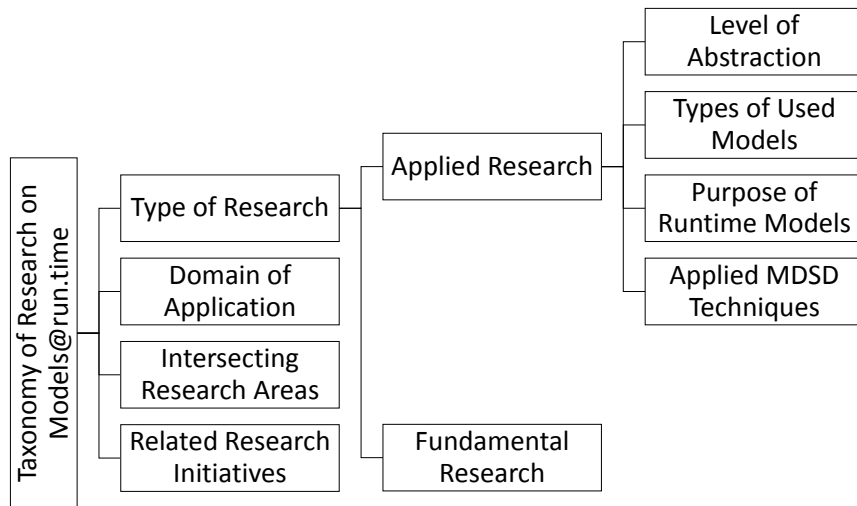 Taxonomy of Research on
Models@run.time
Type of Research
Domain of
Application
Intersecting
Research Areas
Related Research
Initiatives
Applied Research
Fundamental
Research
Level of
Abstraction
Types of Used
Models
Purpose of
Runtime Models
Applied MDSD
Techniques